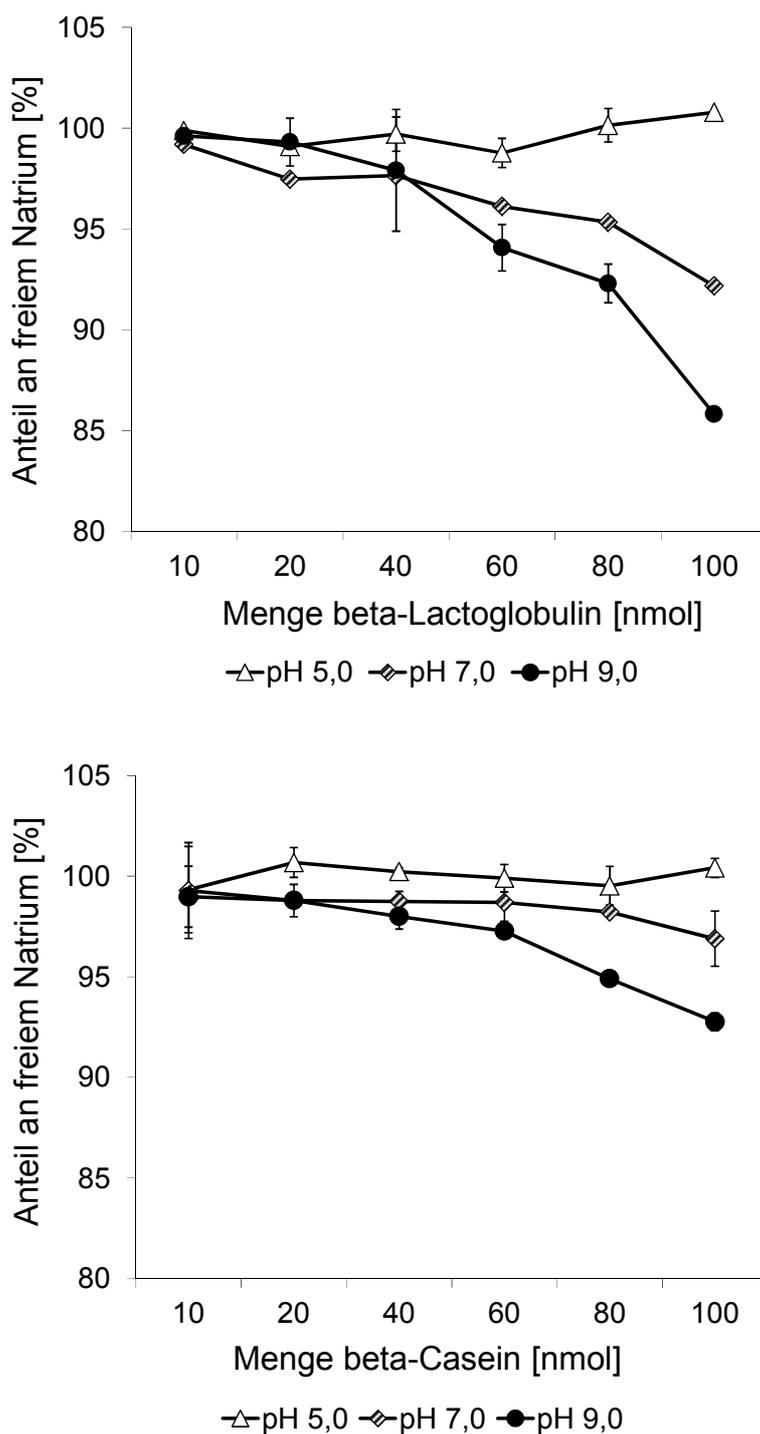 105
100
95
90
85
80
Anteil an freiem Natrium [%]
10 20 40 60 80 100
Menge beta-Lactoglobulin [nmol]
pH 5,0 pH 7,0 pH 9,0
105
100
95
90
85
80
Anteil an freiem Natrium [%]
10 20 40 60 80 100
Menge beta-Casein [nmol]
pH 5,0 pH 7,0 pH 9,0